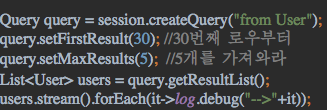 Query query = session.createQuery("from User");
query.setFirstResult(30); //30번째 로우부터
query.setMaxResults(5); //5개를 가져와라
List<User> users = query.getResultList();
users.stream().forEach(it->log.debug("-->"+it));